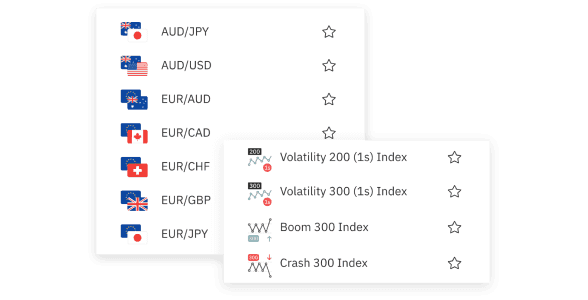 AUD/JPY
AUD/USD
EUR/AUD
EUR/CAD
EUR/CHF
EUR/GBP
EUR/JPY
200
1s
Volatility 200 (1s) Index
300
1s
Volatility 300 (1s) Index
300
Boom 300 Index
300
Crash 300 Index